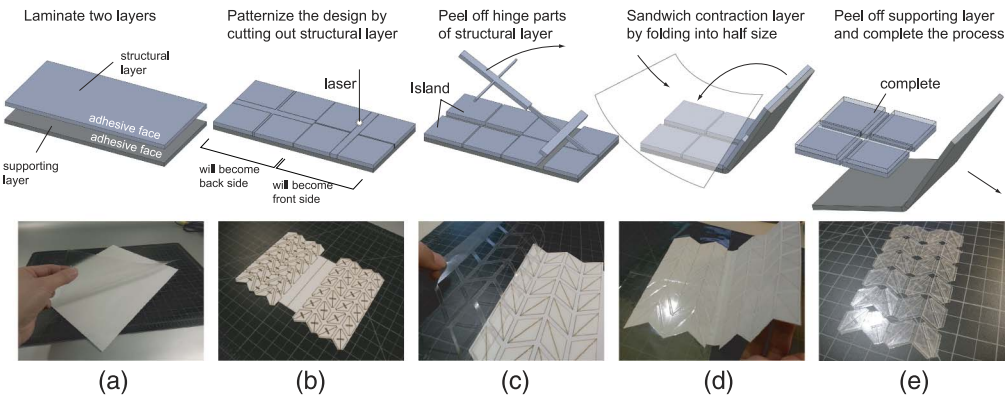 Laminate two layers
structural
layer
adhesive face
adhesive face
supporting
layer
Patternize the design by
cutting out structural layer
laser
will become
back side
will become
front side
Peel off hinge parts
of structural layer
Island
Sandwich contraction layer
by folding into half size
Peel off supporting layer
and complete the process
complete
(a)
(b)
(c)
(d)
(e)